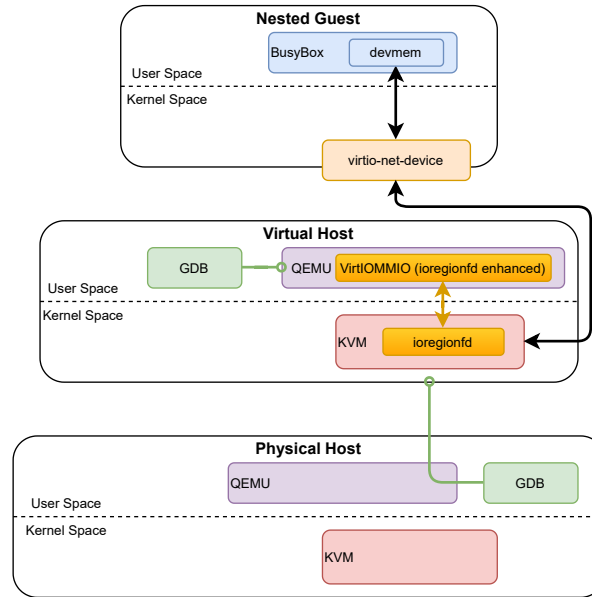 Nested Guest
BusyBox
devmem
User Space
Kernel Space
virtio-net-device
Virtual Host
GDB
QEMU
VirtIOMMIO (ioregionfd enhanced)
User Space
Kernel Space
KVM
ioregionfd
Physical Host
QEMU
GDB
User Space
Kernel Space
KVM